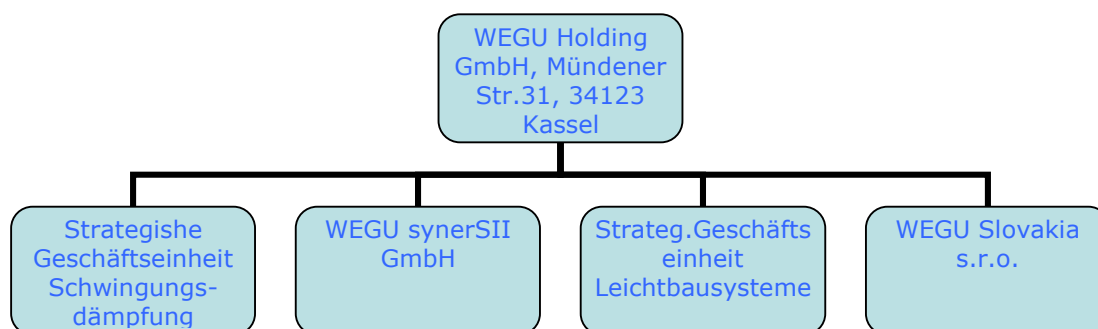 WEGU Holding
GmbH, Mündener
Str.31, 34123
Kassel
Strategishe
Geschäftseinheit
Schwingungs-
dämpfung
WEGU synerSII
GmbH
Strateg.Geschäfts
einheit
Leichtbausysteme
WEGU Slovakia
s.r.o.